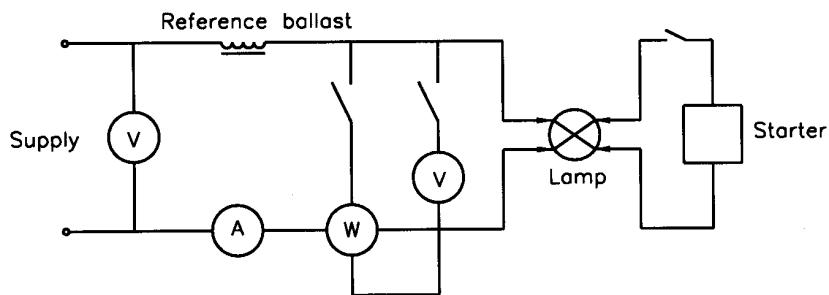 Reference ballast
Supply
V
A
W
V
Lamp
Starter